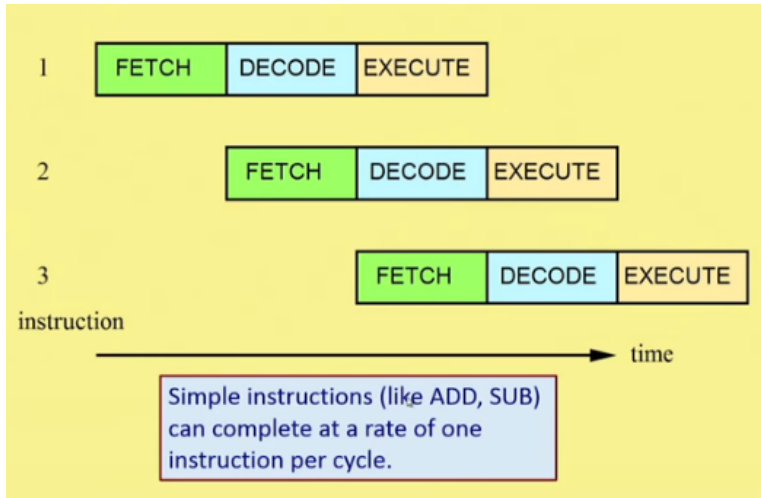 1 FETCH DECODE EXECUTE
2 FETCH DECODE EXECUTE
3 FETCH DECODE EXECUTE
instruction
time
Simple instructions (like ADD, SUB)
can complete at a rate of one
instruction per cycle.